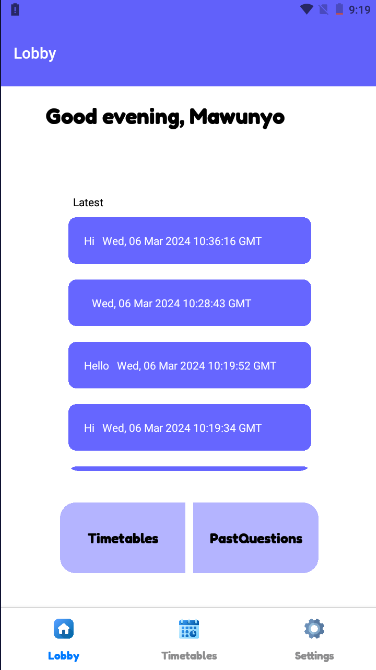 9:19
Lobby
Good evening, Mawunyo
Latest
Hi Wed, 06 Mar 2024 10:36:16 GMT
Wed, 06 Mar 2024 10:28:43 GMT
Hello Wed, 06 Mar 2024 10:19:52 GMT
Hi Wed, 06 Mar 2024 10:19:34 GMT
Timetables PastQuestions
Lobby Timetables Settings